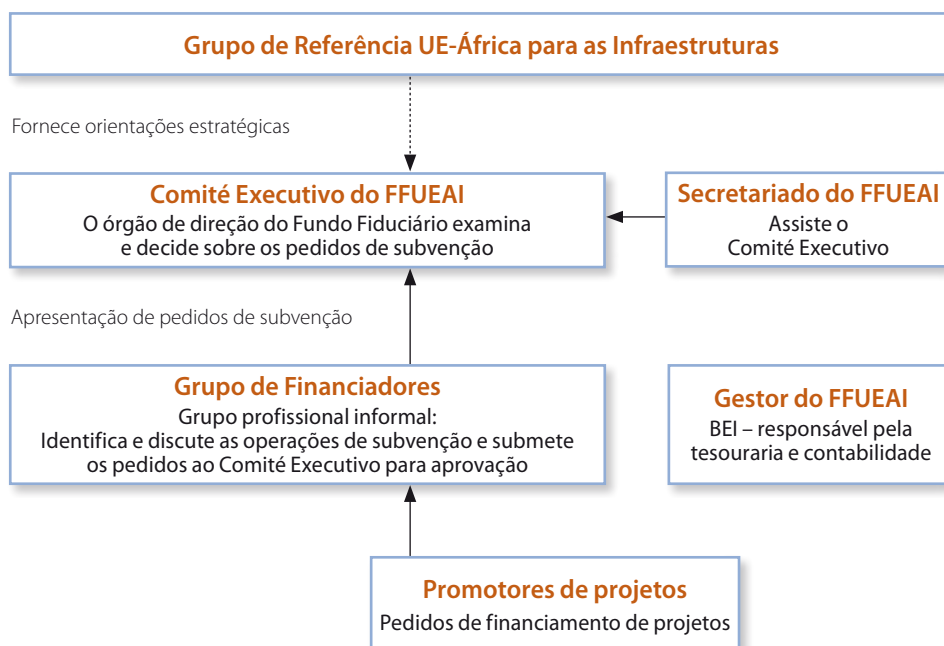 Grupo de Referência UE-África para as Infraestruturas
Fornece orientações estratégicas
Comité Executivo do FFUEAI
O órgão de direção do Fundo Fiduciário examina
e decide sobre os pedidos de subvenção
Secretariado do FFUEAI
Assiste o
Comité Executivo
Apresentação de pedidos de subvenção
Grupo de Financiadores
Grupo profissional informal:
Identifica e discute as operações de subvenção e submete
os pedidos ao Comité Executivo para aprovação
Gestor do FFUEAI
BEI – responsável pela
tesouraria e contabilidade
Promotores de projetos
Pedidos de financiamento de projetos